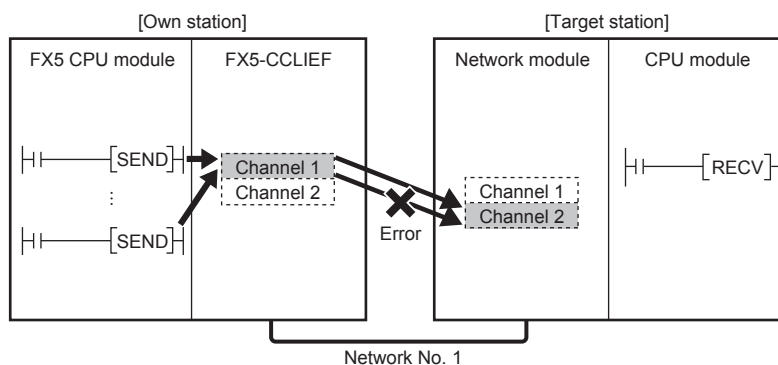 [Own station]
[Target station]
FX5 CPU module
FX5-CCLIEF
Network module
CPU module
[SEND]
Channel 1
Channel 2
⋮
[SEND]
Error
Channel 1
Channel 2
[RECV]
Network No. 1